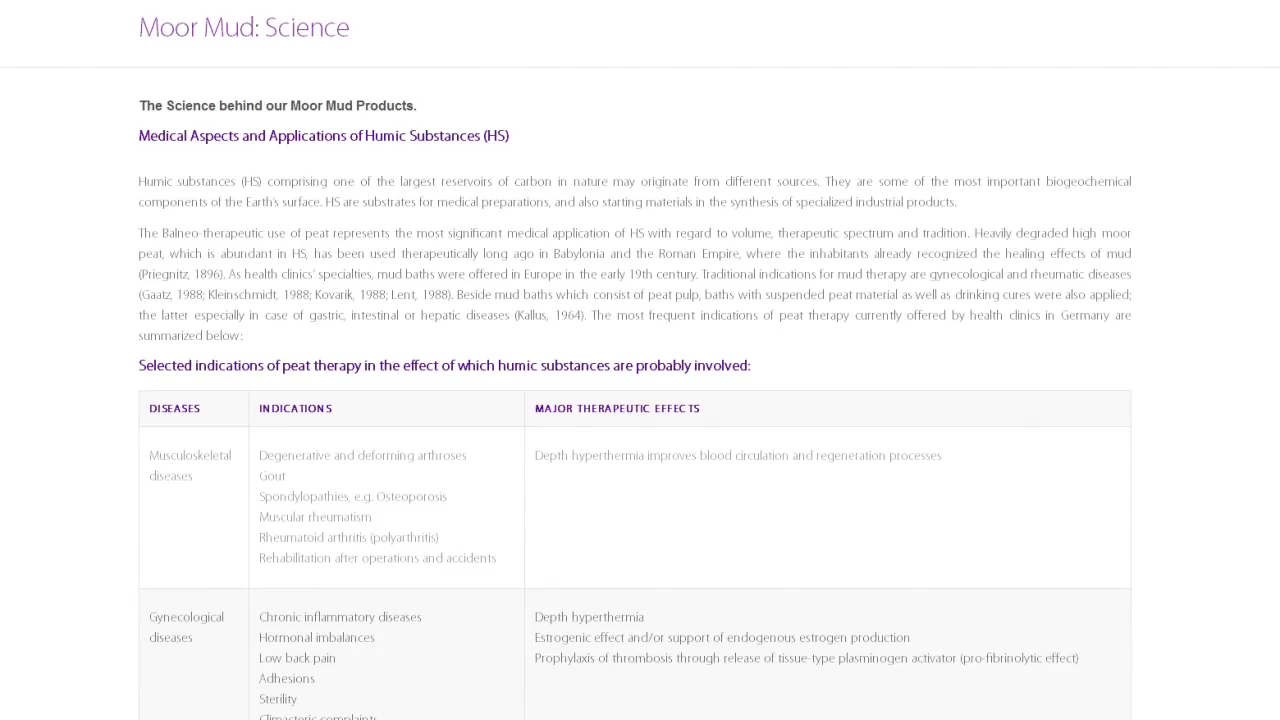 Moor Mud: Science
The Science behind our Moor Mud Products.
Medical Aspects and Applications of Humic Substances (HS)
Humic substances (HS) comprising one of the largest reservoirs of carbon in nature may originate from different sources. They are some of the most important biogeochemical
components of the Earth's surface. HS are substrates for medical preparations, and also starting materials in the synthesis of specialized industrial products.
The Balneo-therapeutic use of peat represents the most significant medical application of HS with regard to volume, therapeutic spectrum and tradition. Heavily degraded high moor
peat, which is abundant in HS, has been used therapeutically long ago in Babylonia and the Roman Empire, where the inhabitants already recognized the healing effects of mud
(Priegnitz, 1896). As health clinics' specialties, mud baths were offered in Europe in the early 19th century. Traditional indications for mud therapy are gynecological and rheumatic diseases
(Gaatz, 1988; Kleinschmidt, 1988; Kovarik, 1988; Lent, 1988). Beside mud baths which consist of peat pulp, baths with suspended peat material as well as drinking cures were also applied;
the latter especially in case of gastric, intestinal or hepatic diseases (Kallus, 1964). The most frequent indications of peat therapy currently offered by health clinics in Germany are
summarized below:
Selected indications of peat therapy in the effect of which humic substances are probably involved:
DISEASES INDICATIONS MAJOR THERAPEUTIC EFFECTS
Musculoskeletal Degenerative and deforming arthroses Depth hyperthermia improves blood circulation and regeneration processes
diseases Gout
Spondylopathies, e.g. Osteoporosis
Muscular rheumatism
Rheumatoid arthritis (polyarthritis)
Rehabilitation after operations and accidents
Gynecological Chronic inflammatory diseases Depth hyperthermia
diseases Hormonal imbalances Estrogenic effect and/or support of endogenous estrogen production
Low back pain Prophylaxis of thrombosis through release of tissue-type plasminogen activator (pro-fibrinolytic effect)
Adhesions
Sterility
Climacteric complaints